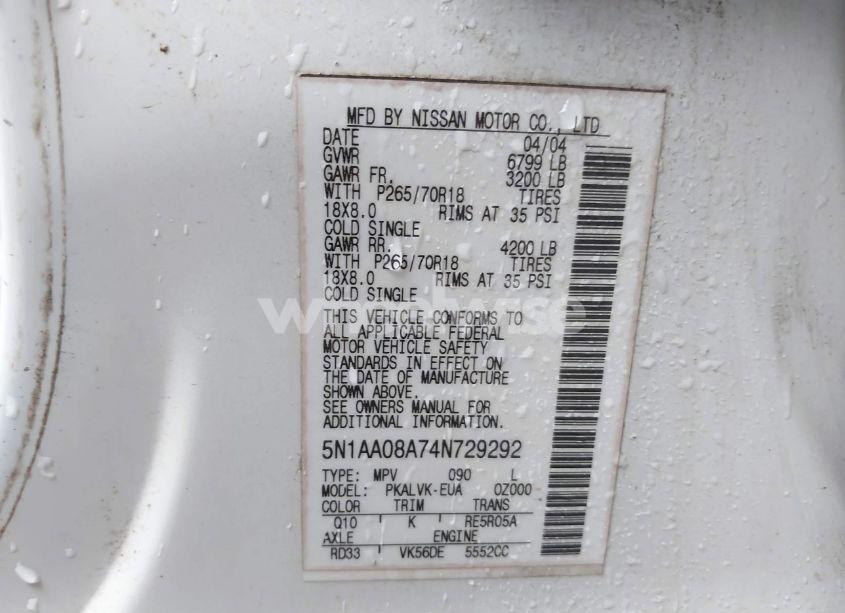 MFD BY NISSAN MOTOR CO., LTD
DATE 04/04
GVWR 6799 LB
GAWR FR. 3200 LB
WITH P265/70R18 TIRES
18X8.0 RIMS AT 35 PSI
COLD SINGLE
GAWR RR. 4200 LB
WITH P265/70R18 TIRES
18X8.0 RIMS AT 35 PSI
COLD SINGLE
THIS VEHICLE CONFORMS TO
ALL APPLICABLE FEDERAL
MOTOR VEHICLE SAFETY
STANDARDS IN EFFECT ON
THE DATE OF MANUFACTURE
SHOWN ABOVE.
SEE OWNERS MANUAL FOR
ADDITIONAL INFORMATION.
5N1AA08A74N729292
TYPE: MPV 090 L
MODEL: PKALVK-EUA 0Z000
COLOR TRIM TRANS
Q10 K RE5R05A
AXLE ENGINE
RD33 VK56DE 5552CC